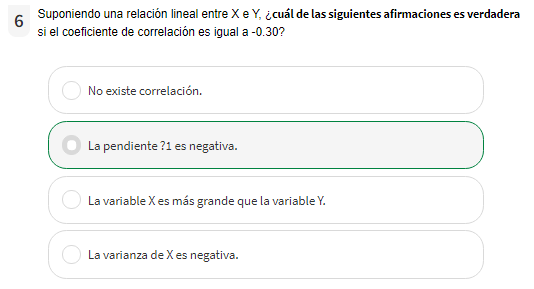 6
Suponiendo una relación lineal entre X e Y, ¿cuál de las siguientes afirmaciones es verdadera
si el coeficiente de correlación es igual a -0.30?
No existe correlación.
La pendiente ?1 es negativa.
La variable X es más grande que la variable Y.
La varianza de X es negativa.